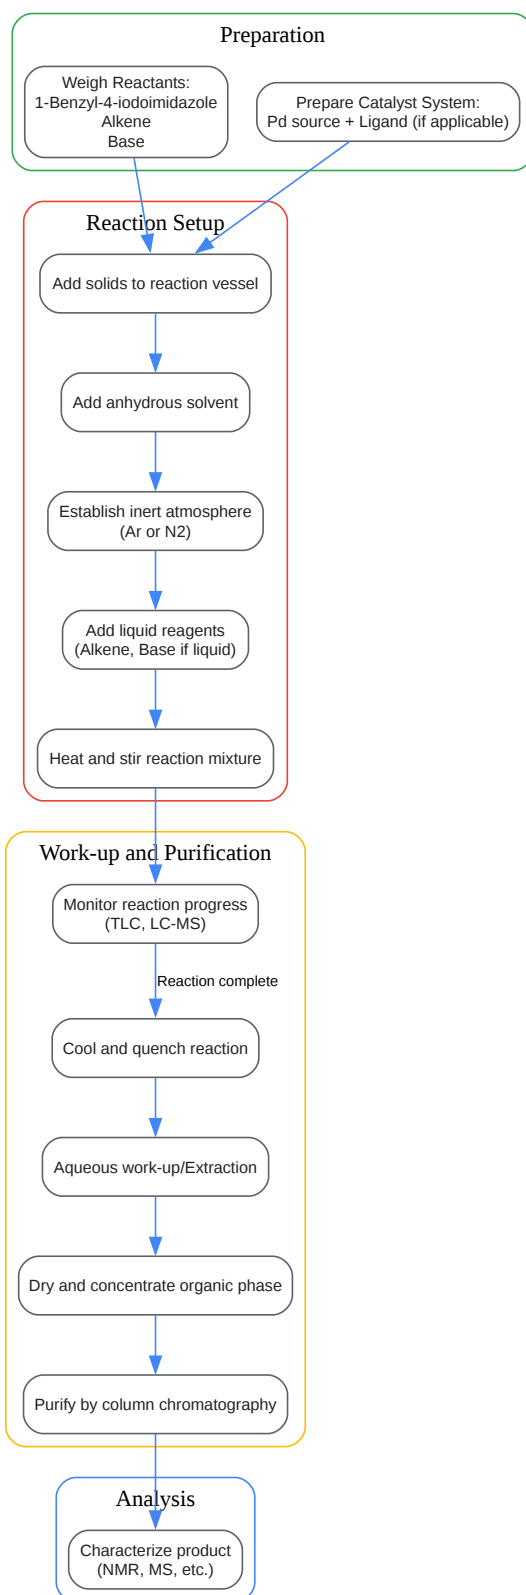 Preparation
Weigh Reactants:
1-Benzyl-4-iodoimidazole
Alkene
Base
Prepare Catalyst System:
Pd source + Ligand (if applicable)
Reaction Setup
Add solids to reaction vessel
Add anhydrous solvent
Establish inert atmosphere
(Ar or N2)
Add liquid reagents
(Alkene, Base if liquid)
Heat and stir reaction mixture
Work-up and Purification
Monitor reaction progress
(TLC, LC-MS)
Reaction complete
Cool and quench reaction
Aqueous work-up/Extraction
Dry and concentrate organic phase
Purify by column chromatography
Analysis
Characterize product
(NMR, MS, etc.)